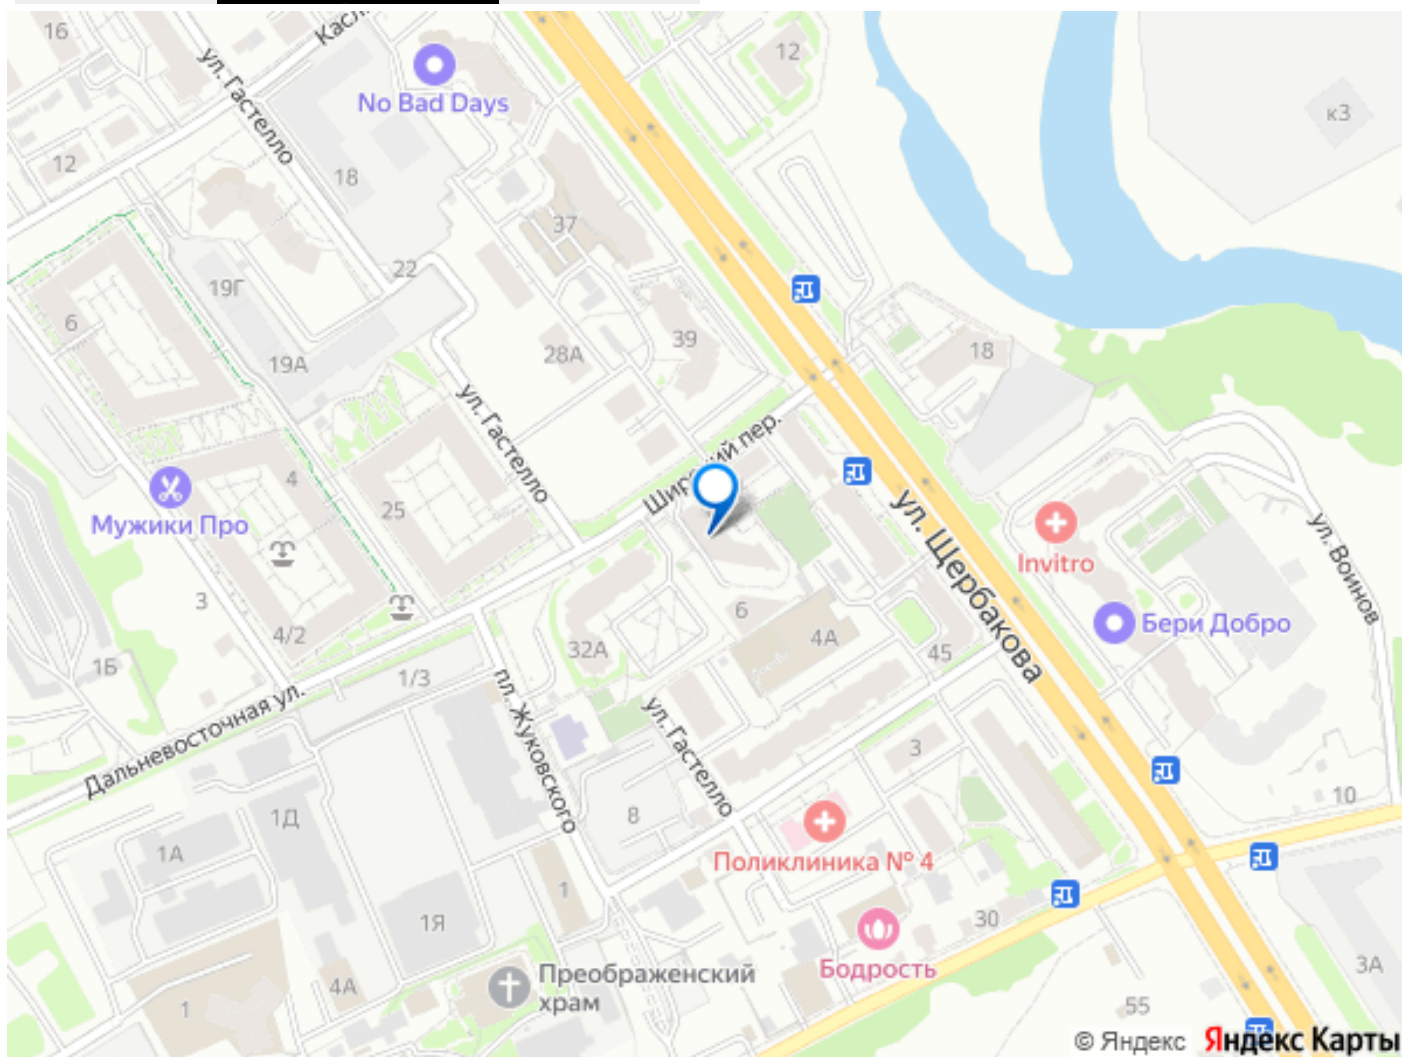 16
Касл
12
ул. Гастелло
No Bad Days
к3
12
18
37
22
19Г
6
39
18
28А
19А
ул. Гастелло
Широкий пер.
4
25
Мужики Про
ул. Щербакова
Invitro
ул. Воинов
3
6
Бери Добро
4/2
4А
32А
45
1Б
1/3
Дальневосточная ул.
пл. Жуковского
ул. Гастелло
3
10
8
1Д
1А
Поликлиника № 4
1
1Я
30
Бодрость
3А
Преображенский
храм
4А
1
55
© Яндекс Яндекс Карты